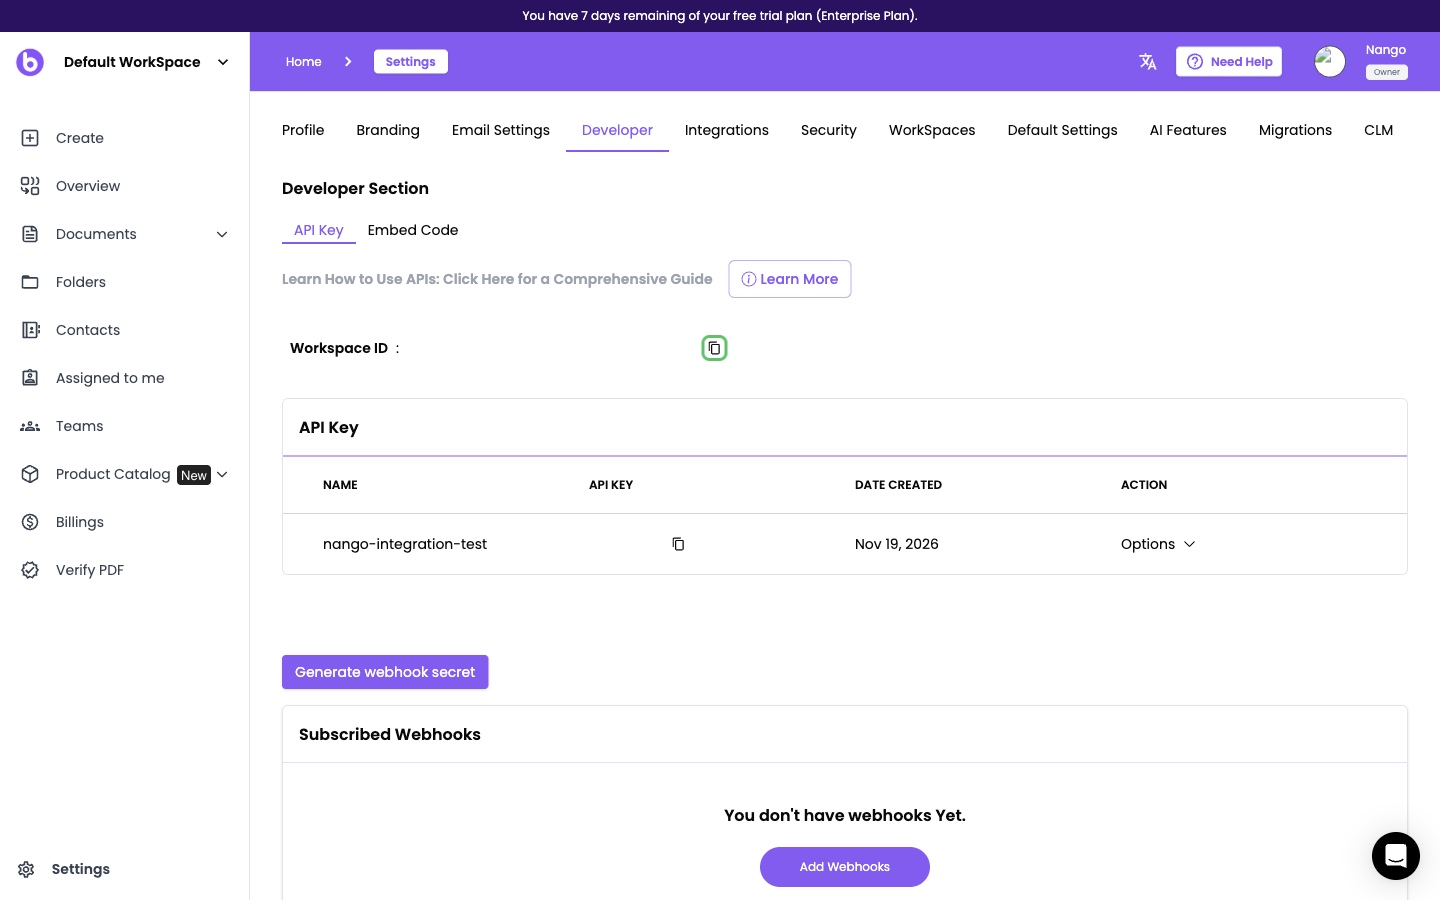 You have 7 days remaining of your free trial plan (Enterprise Plan).
Default WorkSpace
Home
Settings
Need Help
Nango
Owner
Create
Overview
Documents
Folders
Contacts
Assigned to me
Teams
Product Catalog New
Billings
Verify PDF
Settings
Profile Branding Email Settings Developer Integrations Security WorkSpaces Default Settings AI Features Migrations CLM
Developer Section
API Key Embed Code
Learn How to Use APIs: Click Here for a Comprehensive Guide Learn More
Workspace ID :
API Key
NAME API KEY DATE CREATED ACTION
nango-integration-test Nov 19, 2026 Options
Generate webhook secret
Subscribed Webhooks
You don't have webhooks Yet.
Add Webhooks